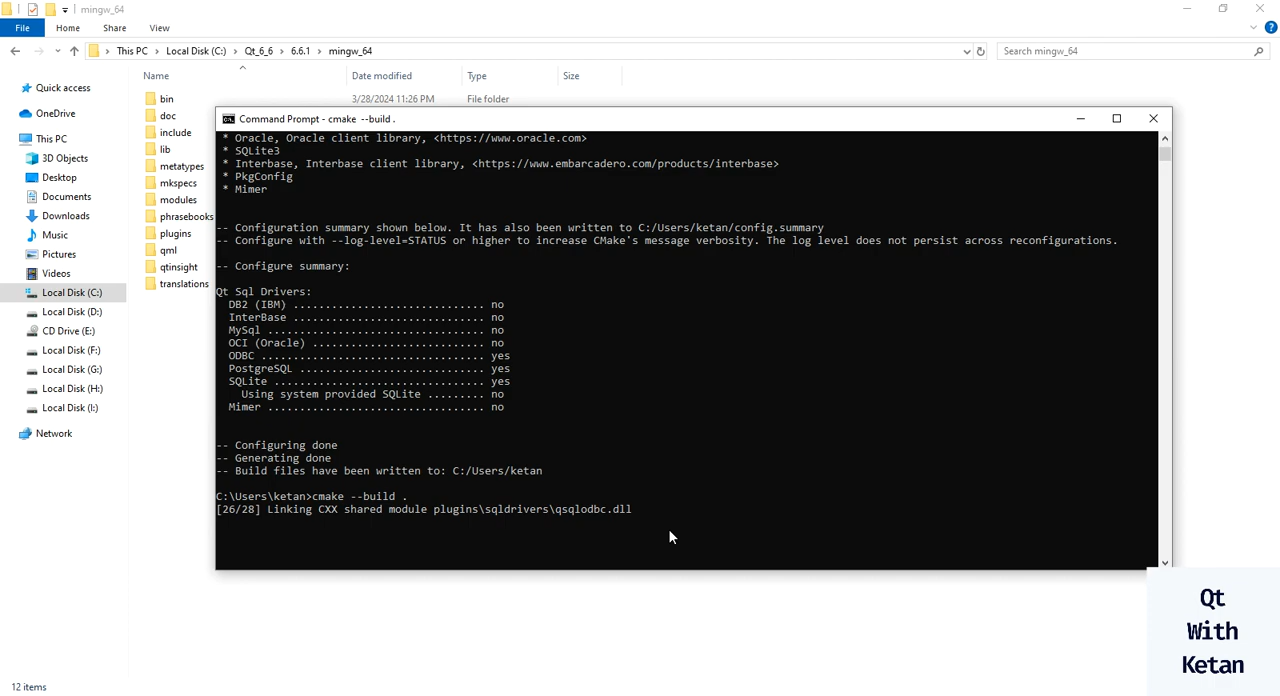 mingw_64
File Home Share View
This PC Local Disk (C:) Qt_6_6 6.6.1 mingw_64
Search mingw_64
Name Date modified Type Size
Quick access
OneDrive
This PC
3D Objects
Desktop
Documents
Downloads
Music
Pictures
Videos
Local Disk (C:)
Local Disk (D:)
CD Drive (E:)
Local Disk (F:)
Local Disk (G:)
Local Disk (H:)
Local Disk (I:)
Network
bin 3/28/2024 11:26 PM File folder
doc
include
lib
metatypes
mkspecs
modules
phrasebooks
plugins
qml
qtinsight
translations
Command Prompt - cmake --build .
* Oracle, Oracle client library, <https://www.oracle.com>
* SQLite3
* Interbase, Interbase client library, <https://www.embarcadero.com/products/interbase>
* PkgConfig
* Mimer
-- Configuration summary shown below. It has also been written to C:/Users/ketan/config.summary
-- Configure with --log-level=STATUS or higher to increase CMake's message verbosity. The log level does not persist across reconfigurations.
-- Configure summary:
Qt Sql Drivers:
DB2 (IBM) .............................. no
InterBase .............................. no
MySql .................................. no
OCI (Oracle) ........................... no
ODBC ................................... yes
PostgreSQL ............................. yes
SQLite ................................. yes
Using system provided SQLite ......... no
Mimer .................................. no
-- Configuring done
-- Generating done
-- Build files have been written to: C:/Users/ketan
C:\Users\ketan>cmake --build .
[26/28] Linking CXX shared module plugins\sqldrivers\qsqlodbc.dll
12 items
Qt
With
Ketan